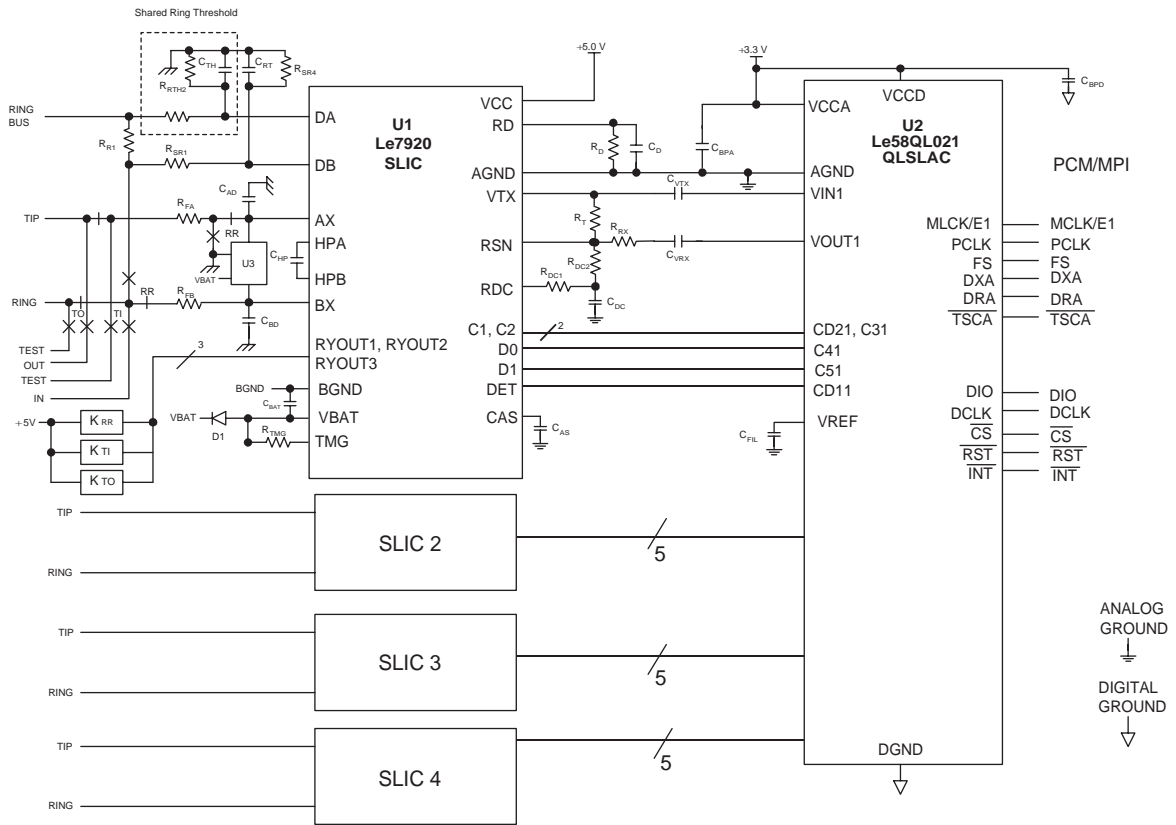 Shared Ring Threshold
RING
BUS
R_RTH2
C_TH
C_RT
R_SR4
R_R1
R_SR1
DA
DB
U1
Le7920
SLIC
VCC
RD
AGND
VTX
RSN
RDC
C1, C2
D0
D1
DET
CAS
+5.0 V
+3.3 V
C_BPD
VCCD
VCCA
U2
Le58QL021
QLSLAC
PCM/MPI
R_D
C_D
C_BPA
AGND
C_VTX
VIN1
R_T
R_RX
C_VRX
VOUT1
R_DC1
R_DC2
C_DC
2
CD21, C31
C41
C51
CD11
VREF
C_FIL
C_AS
TIP
R_FA
C_AD
AX
RR
U3
VBAT
C_HP
HPA
HPB
RING
TO
TI
RR
R_FB
BX
C_BD
TEST
OUT
TEST
IN
3
RYOUT1, RYOUT2
RYOUT3
BGND
BGND
C_BAT
VBAT
VBAT
D1
R_TMG
TMG
+5V
K RR
K TI
K TO
MLCK/E1
MCLK/E1
PCLK
PCLK
FS
FS
DXA
DXA
DRA
DRA
TSCA
TSCA
DIO
DIO
DCLK
DCLK
CS
CS
RST
RST
INT
INT
TIP
RING
SLIC 2
5
TIP
RING
SLIC 3
5
TIP
RING
SLIC 4
5
DGND
ANALOG
GROUND
DIGITAL
GROUND